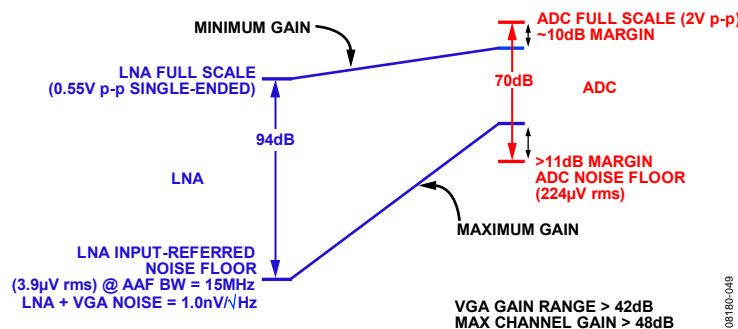 MINIMUM GAIN
ADC FULL SCALE (2V p-p)
~10dB MARGIN
LNA FULL SCALE
(0.55V p-p SINGLE-ENDED)
70dB
ADC
94dB
LNA
>11dB MARGIN
ADC NOISE FLOOR
(224µV rms)
MAXIMUM GAIN
LNA INPUT-REFERRED
NOISE FLOOR
(3.9µV rms) @ AAF BW = 15MHz
LNA + VGA NOISE = 1.0nV/√Hz
VGA GAIN RANGE > 42dB
MAX CHANNEL GAIN > 48dB
08180-049